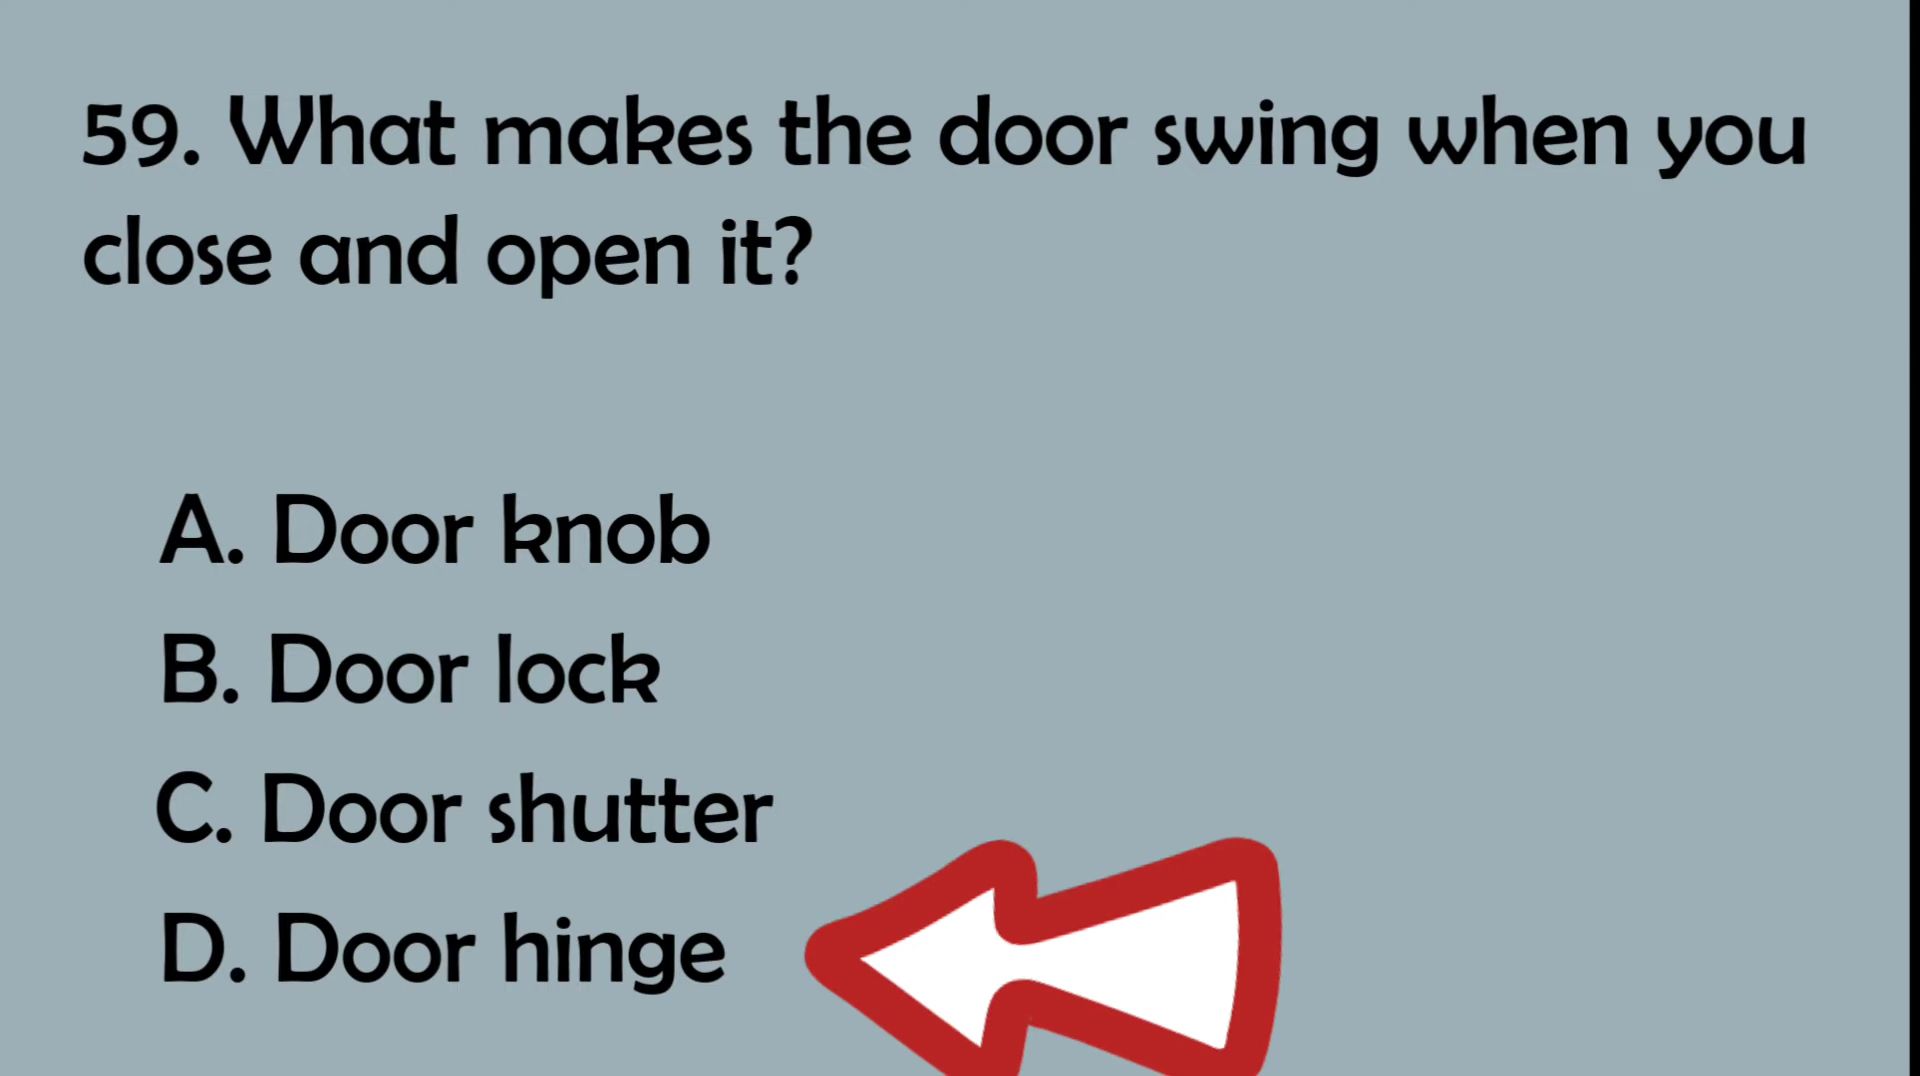 59. What makes the door swing when you
close and open it?
A. Door knob
B. Door lock
C. Door shutter
D. Door hinge